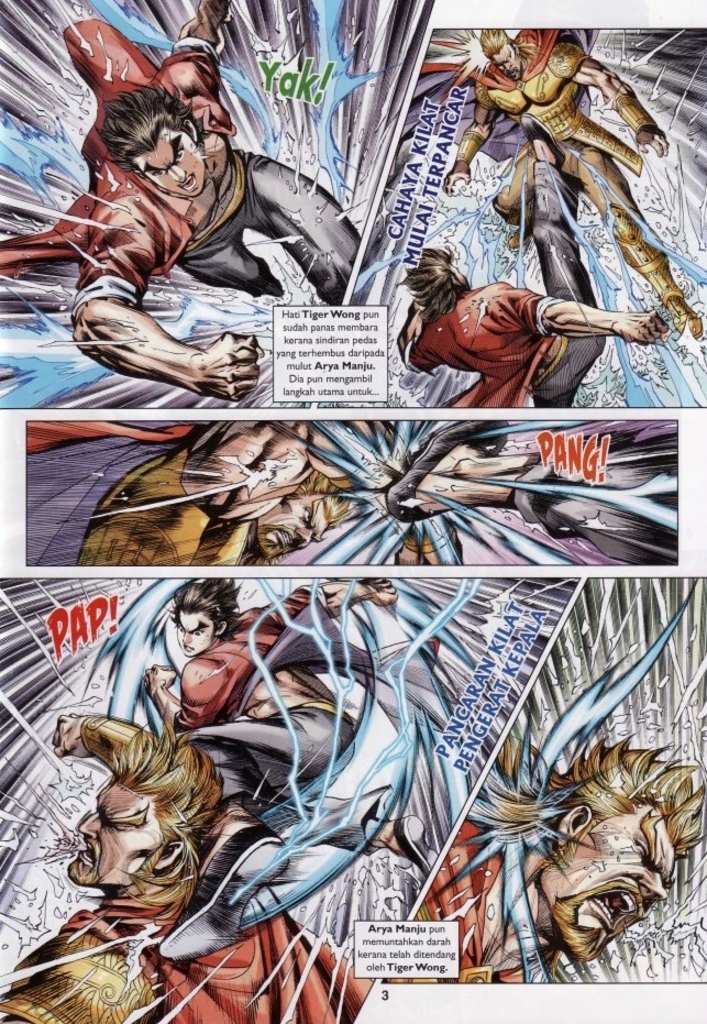 Yak!
CAHAYA KILAT
MULAI TERPANCAR
Hati Tiger Wong pun
sudah panas membara
kerana sindiran pedas
yang terhembus daripada
mulut Arya Manju.
Dia pun mengambil
langkah utama untuk...
PANG!
PAP!
PANCARAN KILAT
PENGERAT KEPALA
Arya Manju pun
memuntahkan darah
kerana telah ditendang
oleh Tiger Wong.
3